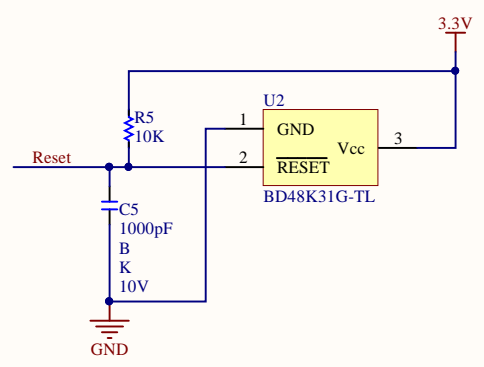 3.3V
U2
R5
10K
1
GND
Vcc
3
Reset
2
RESET
BD48K31G-TL
C5
1000pF
B
K
10V
GND